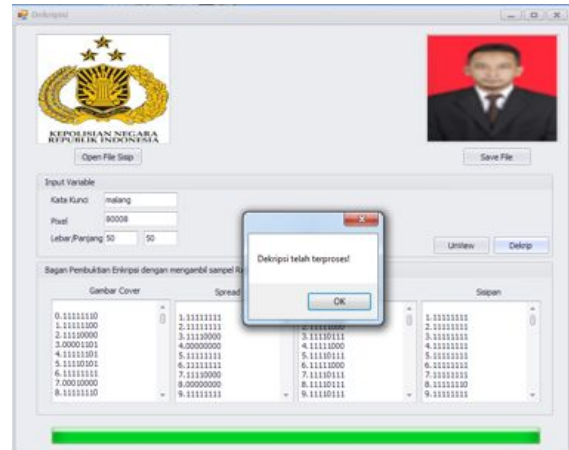 Dekripsi
KEPOLISIAN NEGARA
REPUBLIK INDONESIA
Open File Sisip
Save File
Input Variable
Kata Kunci malang
Pixel 80008
Lebar/Panjang 50 50
UnView Dekrip
Dekripsi telah terproses!
OK
Bagan Pembuktian Enkripsi dengan mengambil sampel
Gambar Cover
0.11111110
1.11111100
2.11110000
3.00001101
4.11111101
5.11110101
6.11111111
7.00010000
8.11111110
Spread
1.11111111
2.11111111
3.11110000
4.00000000
5.11111111
6.11111111
7.11110000
8.00000000
9.11111111
3.11110111
4.11111000
5.11110111
6.11111000
7.11110111
8.11110111
9.11110111
Sisipan
1.11111111
2.11111111
3.11111111
4.11111111
5.11111111
6.11111111
7.11111111
8.11111110
9.11111111